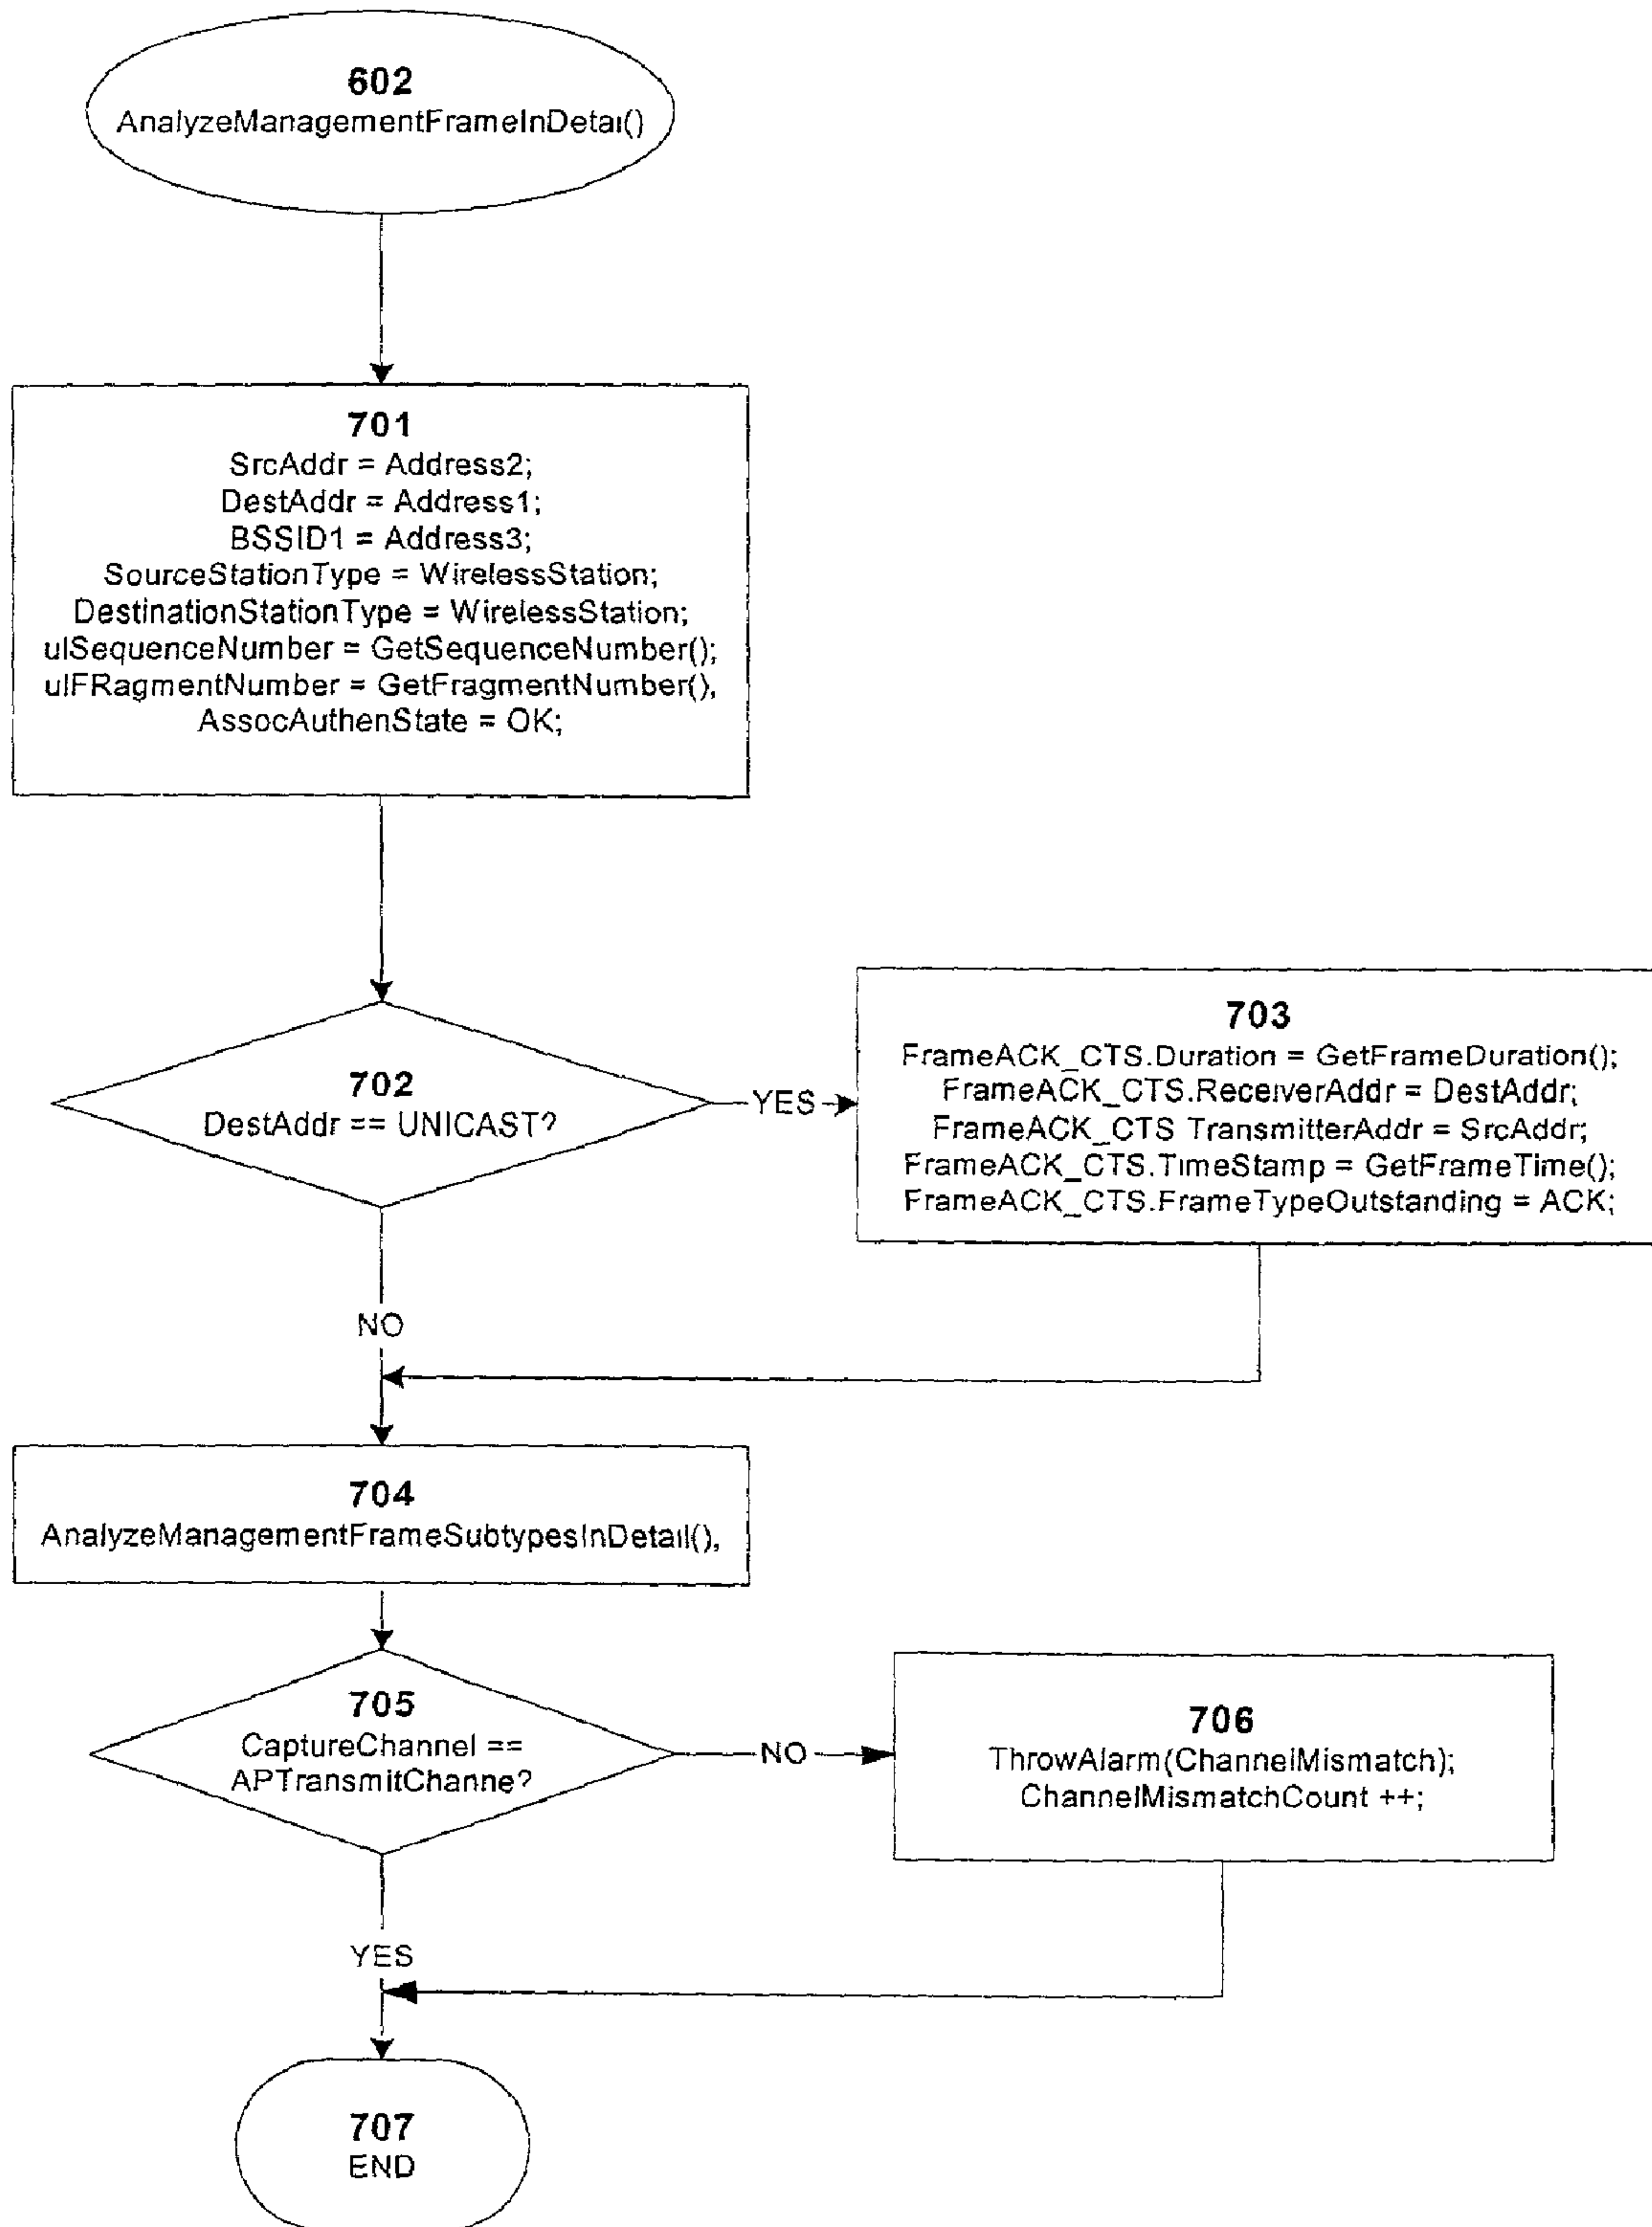 602
AnalyzeManagementFrameInDetai()
701
SrcAddr = Address2;
DestAddr = Address1;
BSSID1 = Address3;
SourceStationType = WirelessStation;
DestinationStationType = WirelessStation;
ulSequenceNumber = GetSequenceNumber();
ulFRagmentNumber = GetFragmentNumber(),
AssocAuthenState = OK;
702
DestAddr == UNICAST?
YES
703
FrameACK_CTS.Duration = GetFrameDuration();
FrameACK_CTS.ReceiverAddr = DestAddr;
FrameACK_CTS TransmitterAddr = SrcAddr;
FrameACK_CTS.TimeStamp = GetFrameTime();
FrameACK_CTS.FrameTypeOutstanding = ACK;
NO
704
AnalyzeManagementFrameSubtypesInDetail(),
705
CaptureChannel ==
APTransmitChanne?
NO
706
ThrowAlarm(ChannelMismatch);
ChannelMismatchCount ++;
YES
707
END